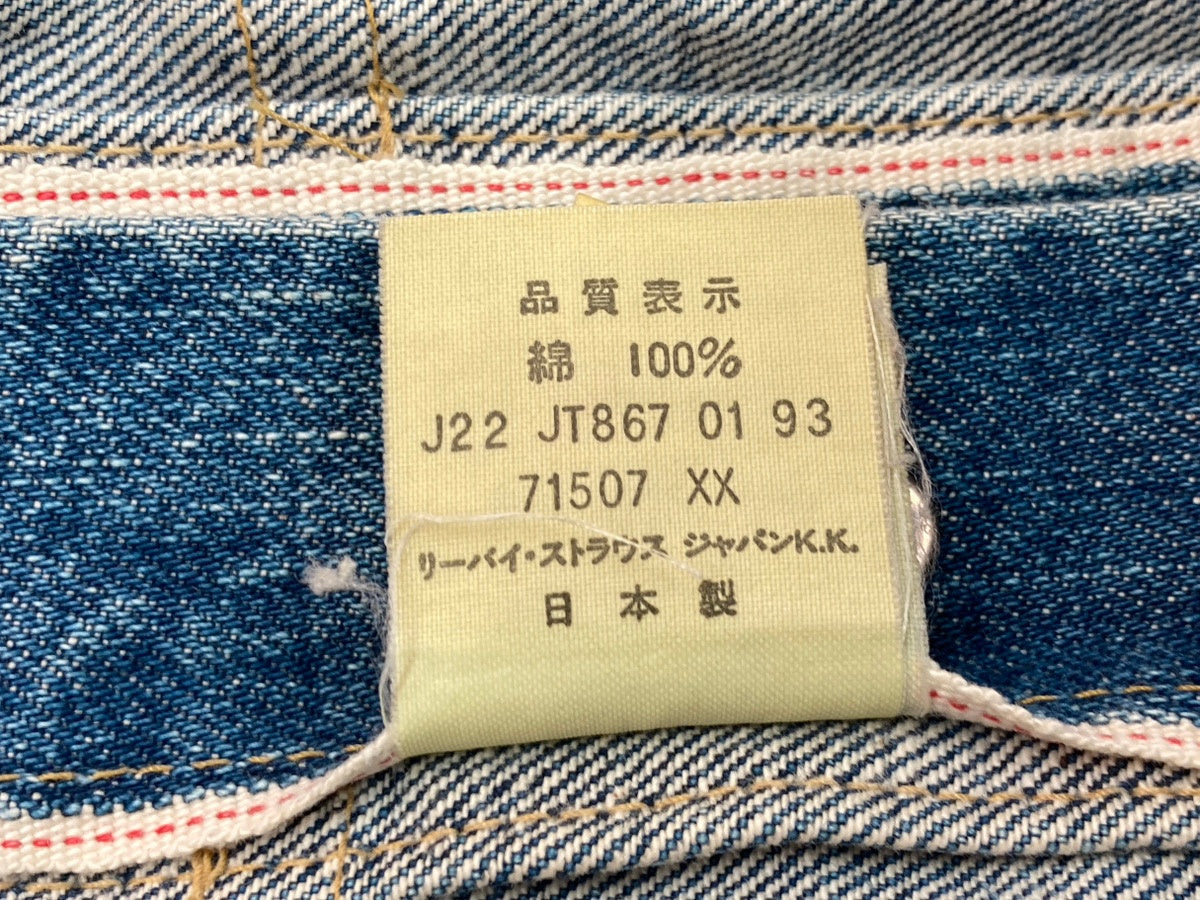 品質表示
綿 100%
J22 JT867 01 93
71507 XX
リーバイ・ストラウス ジャパンK.K.
日本製